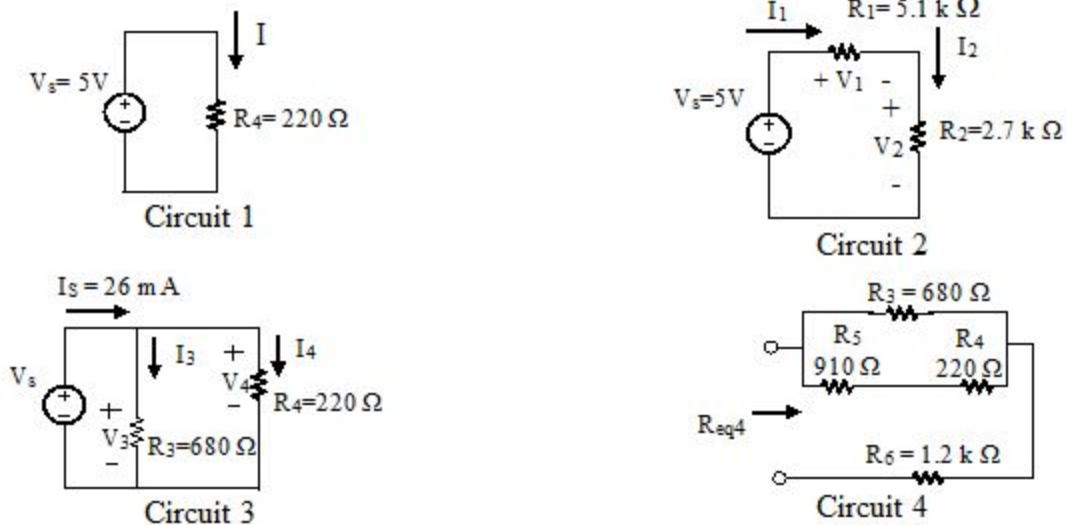 I
Vs= 5V
R4= 220 Ω
Circuit 1
I1
R1= 5.1 k Ω
I2
+ V1 -
Vs=5V
+
V2
-
R2=2.7 k Ω
Circuit 2
IS = 26 m A
I3
I4
Vs
+
V3
-
R3=680 Ω
+
V4
-
R4=220 Ω
Circuit 3
R3 = 680 Ω
R5
910 Ω
R4
220 Ω
Req4
R6 = 1.2 k Ω
Circuit 4